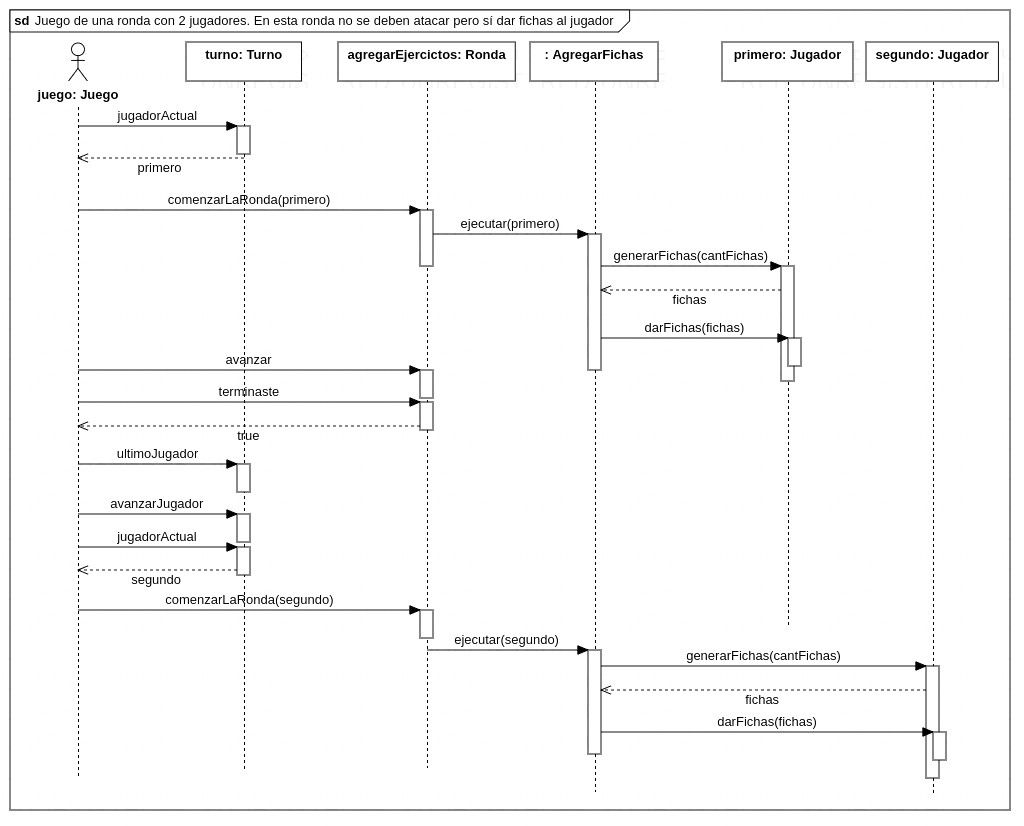 sd Juego de una ronda con 2 jugadores. En esta ronda no se deben atacar pero sí dar fichas al jugador
turno: Turno
agregarEjercictos: Ronda
: AgregarFichas
primero: Jugador
segundo: Jugador
juego: Juego
jugadorActual
primero
comenzarLaRonda(primero)
ejecutar(primero)
generarFichas(cantFichas)
fichas
darFichas(fichas)
avanzar
terminaste
true
ultimoJugador
avanzarJugador
jugadorActual
segundo
comenzarLaRonda(segundo)
ejecutar(segundo)
generarFichas(cantFichas)
fichas
darFichas(fichas)